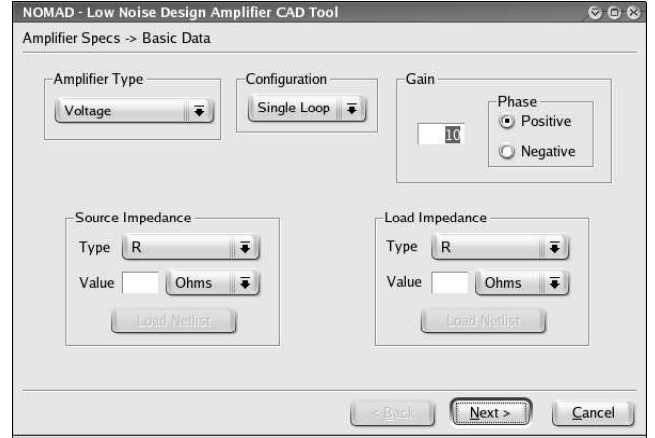 NOMAD - Low Noise Design Amplifier CAD Tool
Amplifier Specs -> Basic Data
Amplifier Type
Voltage
Configuration
Single Loop
Gain
10
Phase
Positive
Negative
Source Impedance
Type R
Value Ohms
Load Netlist
Load Impedance
Type R
Value Ohms
Load Netlist
< Back Next > Cancel